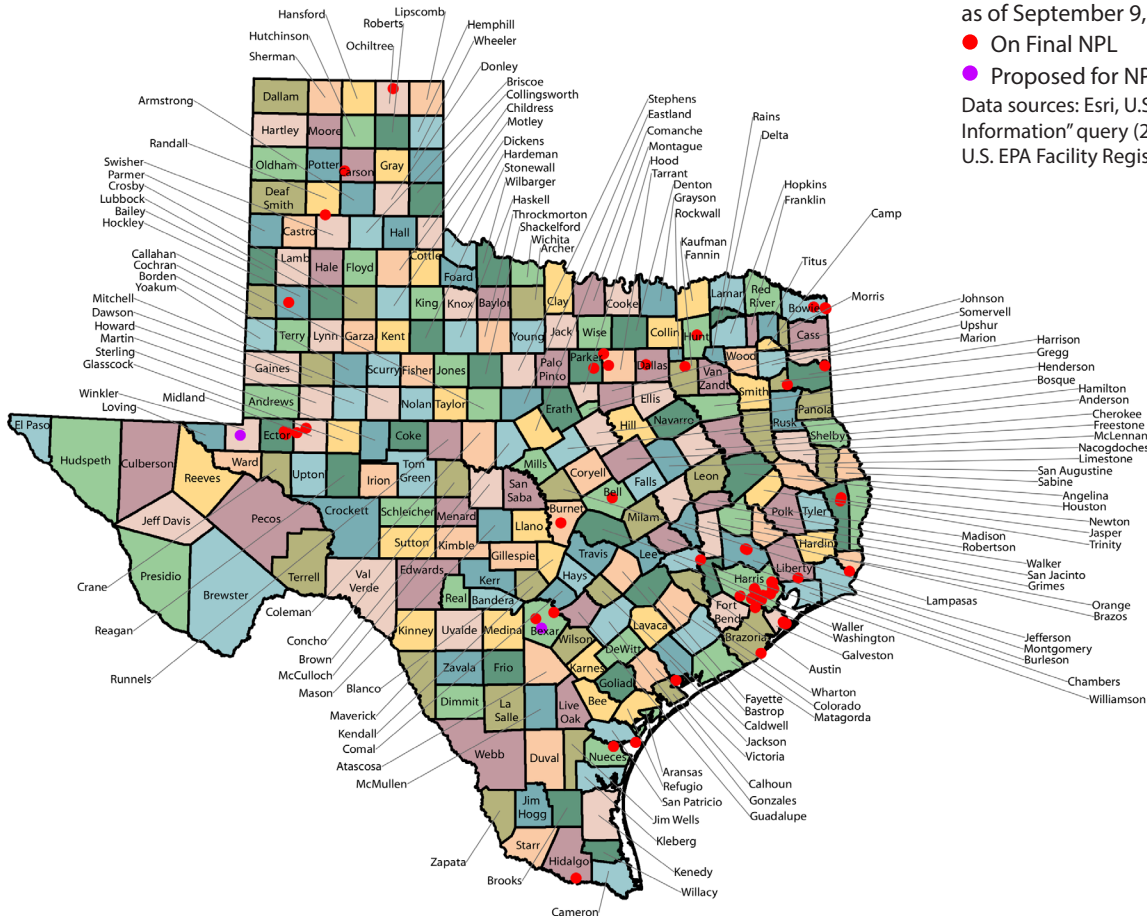 as of September 9,
On Final NPL
Proposed for NP
Data sources: Esri, U.S
Information” query (2
U.S. EPA Facility Regis
Lipscomb
Hansford
Roberts
Hemphill
Hutchinson
Wheeler
Ochiltree
Sherman
Donley
Briscoe
Armstrong
Collingsworth
Childress
Motley
Randall
Dickens
Swisher
Hardeman
Parmer
Stonewall
Crosby
Wilbarger
Lubbock
Bailey
Hockley
Haskell
Throckmorton
Shackelford
Wichita
Archer
Stephens
Eastland
Comanche
Montague
Hood
Tarrant
Denton
Grayson
Rockwall
Kaufman
Fannin
Rains
Delta
Hopkins
Franklin
Camp
Titus
Morris
Callahan
Cochran
Borden
Yoakum
Mitchell
Dawson
Howard
Martin
Sterling
Glasscock
Winkler
Loving
Midland
Johnson
Somervell
Upshur
Marion
Harrison
Gregg
Henderson
Bosque
Hamilton
Anderson
Cherokee
Freestone
McLennan
Nacogdoches
Limestone
San Augustine
Sabine
Angelina
Houston
Newton
Jasper
Trinity
Madison
Robertson
Walker
San Jacinto
Grimes
Lampasas
Orange
Brazos
Jefferson
Montgomery
Burleson
Chambers
Williamson
Waller
Washington
Galveston
Austin
Wharton
Colorado
Matagorda
Fayette
Bastrop
Caldwell
Jackson
Victoria
Calhoun
Gonzales
Guadalupe
Aransas
Refugio
San Patricio
Jim Wells
Kleberg
Kenedy
Willacy
Cameron
Brooks
Zapata
McMullen
Atascosa
Comal
Kendall
Maverick
Blanco
Mason
McCulloch
Brown
Concho
Coleman
Runnels
Reagan
Crane
Dallam
Hartley
Moore
Oldham
Potter
Gray
Deaf
Smith
Castro
Hall
Lamb
Hale
Floyd
Cottle
Foard
King
Knox
Baylor
Clay
Cooke
Lamar
Red
River
Bowie
Terry
Lynn
Garza
Kent
Young
Jack
Wise
Collin
Hunt
Cass
Gaines
Scurry
Fisher
Jones
Palo
Pinto
Parker
Dallas
Van
Zandt
Wood
Smith
Panola
Andrews
Nolan
Taylor
Erath
Ellis
Hill
Navarro
Rusk
Shelby
El Paso
Hudspeth
Culberson
Reeves
Ward
Ector
Upton
Irion
Tom
Green
Coke
Mills
Coryell
Falls
Leon
Jeff Davis
Pecos
Crockett
Schleicher
Menard
San
Saba
Burnet
Bell
Milam
Polk
Tyler
Hardin
Presidio
Brewster
Terrell
Val
Verde
Sutton
Kimble
Llano
Gillespie
Edwards
Kerr
Real
Bandera
Travis
Hays
Lee
Harris
Liberty
Fort
Bend
Brazoria
Kinney
Uvalde
Medina
Bexar
Wilson
Lavaca
DeWitt
Karnes
Goliad
Zavala
Frio
Dimmit
La
Salle
Live
Oak
Bee
Webb
Duval
Nueces
Jim
Hogg
Starr
Hidalgo